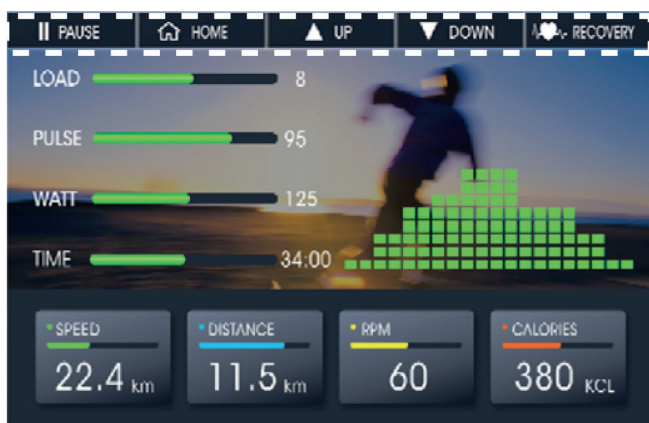 PAUSE HOME UP DOWN RECOVERY
LOAD 8
PULSE 95
WATT 125
TIME 34:00
SPEED DISTANCE RPM CALORIES
22.4 km 11.5 km 60 380 KCL